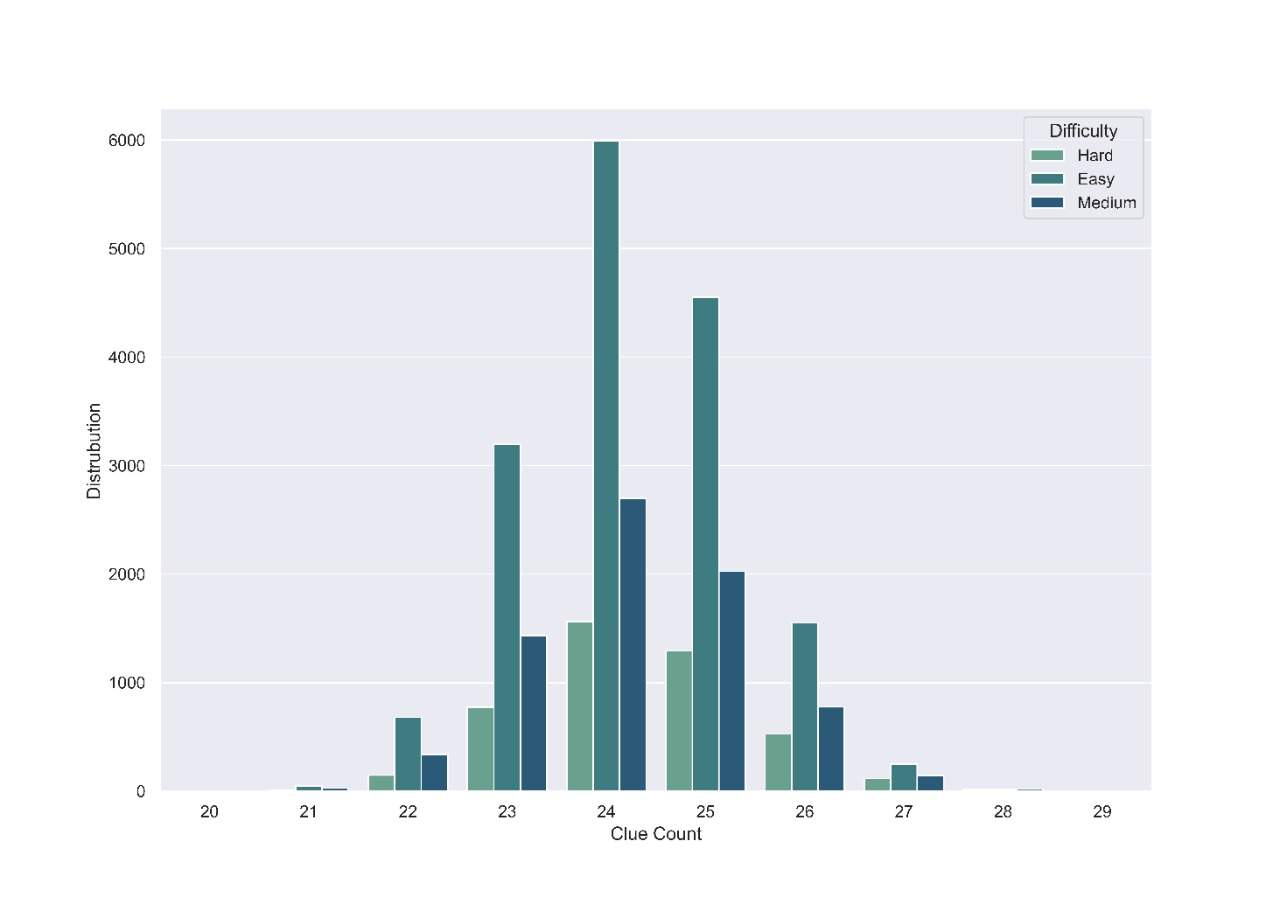 Difficulty
Hard
Easy
Medium
6000
5000
4000
3000
2000
1000
0
Distrubution
20 21 22 23 24 25 26 27 28 29
Clue Count